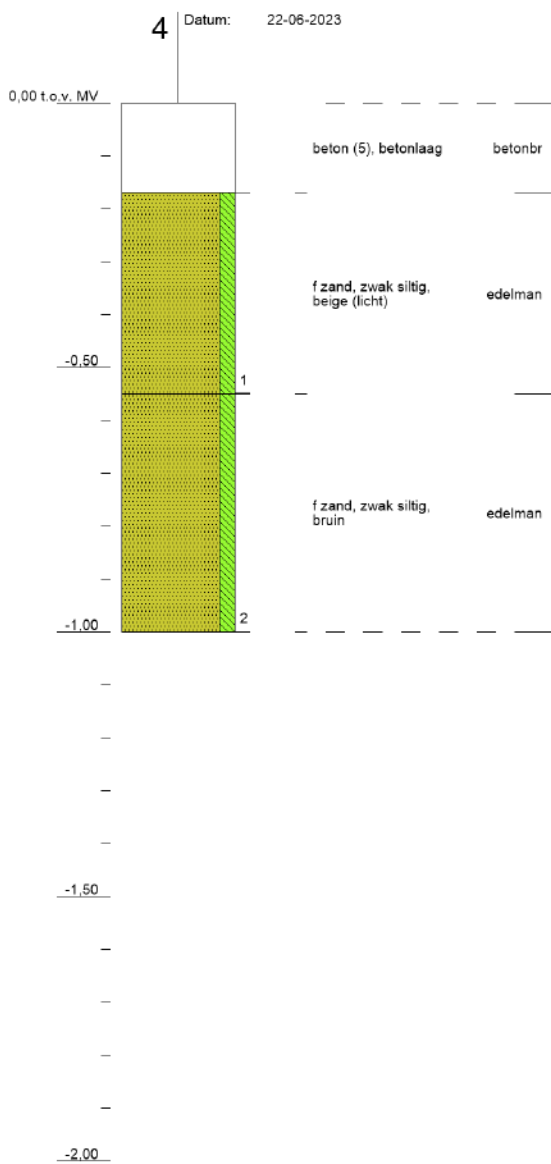 4
Datum: 22-06-2023
0,00 t.o.v. MV
beton (5), betonlaag betonbr
f zand, zwak siltig,
beige (licht) edelman
-0,50
1
f zand, zwak siltig,
bruin edelman
2
-1,00
-1,50
-2,00